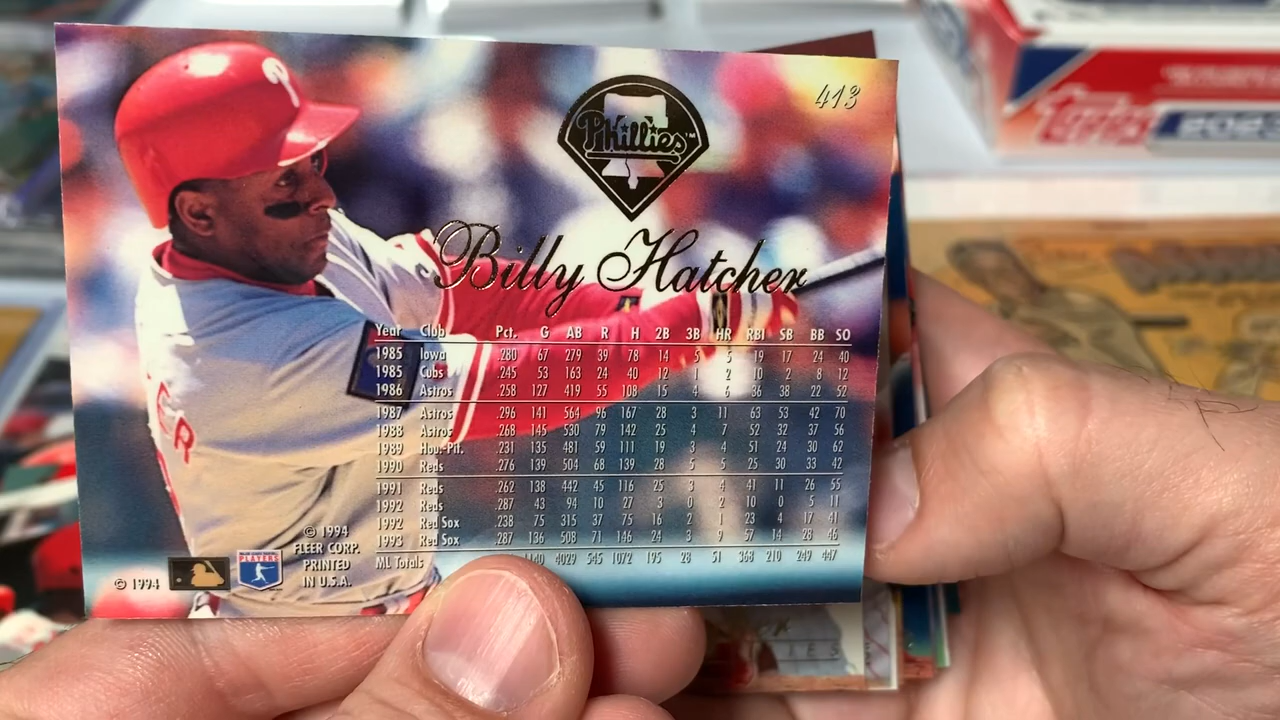 413
Phillies™
Billy Hatcher
Year Club Pct. G AB R H 2B 3B HR RBI SB BB SO
1985 Iowa .280 67 279 39 78 14 5 5 19 17 24 40
1985 Cubs .245 53 163 24 40 12 1 2 10 2 8 12
1986 Astros .258 127 419 55 108 15 4 6 36 38 22 52
1987 Astros .296 141 564 96 167 28 3 11 63 53 42 70
1988 Astros .268 145 530 79 142 25 4 7 52 32 37 56
1989 Hou.-Pit. .231 135 481 59 111 19 3 4 51 24 30 62
1990 Reds .276 139 504 68 139 28 5 5 25 30 33 42
1991 Reds .262 138 442 45 116 25 3 4 41 11 26 55
1992 Reds .287 43 94 10 27 3 0 2 10 0 5 11
1992 Red Sox .238 75 315 37 75 16 2 1 23 4 17 41
1993 Red Sox .287 136 508 71 146 24 3 9 57 14 28 46
ML Totals 4029 545 1072 195 28 51 368 210 249 447
© 1994
PLAYERS
© 1994
FLEER CORP.
PRINTED
IN U.S.A.
Topps